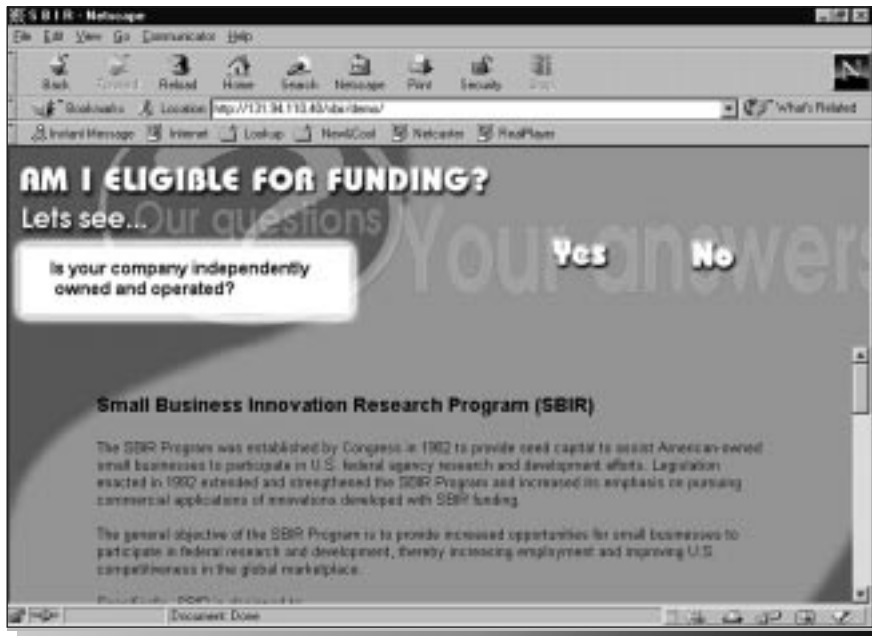 S B I R - Netscape
File Edit View Go Communicator Help
Back Reload Home Search Netscape Print Security
Bookmarks Location: http://131.94.110.40/sbir/demo/ What's Related
Instant Message Internet Lookup New&Cool Netcaster RealPlayer
AM I ELIGIBLE FOR FUNDING?
Lets see...
Our questions
Your answers
Is your company independently
owned and operated?
Yes No
Small Business Innovation Research Program (SBIR)
The SBIR Program was established by Congress in 1982 to provide seed capital to assist American-owned
small businesses to participate in U.S. federal agency research and development efforts. Legislation
enacted in 1992 extended and strengthened the SBIR Program and increased its emphasis on pursuing
commercial applications of innovations developed with SBIR funding.
The general objective of the SBIR Program is to provide increased opportunities for small businesses to
participate in federal research and development, thereby increasing employment and improving U.S.
competitiveness in the global marketplace.
Document: Done